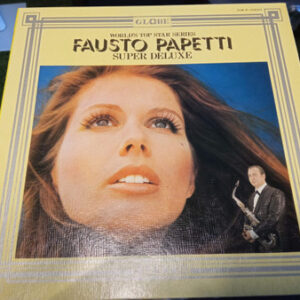 GLOBE
WORLD'S TOP STAR SERIES
FAUSTO PAPETTI
SUPER DELUXE